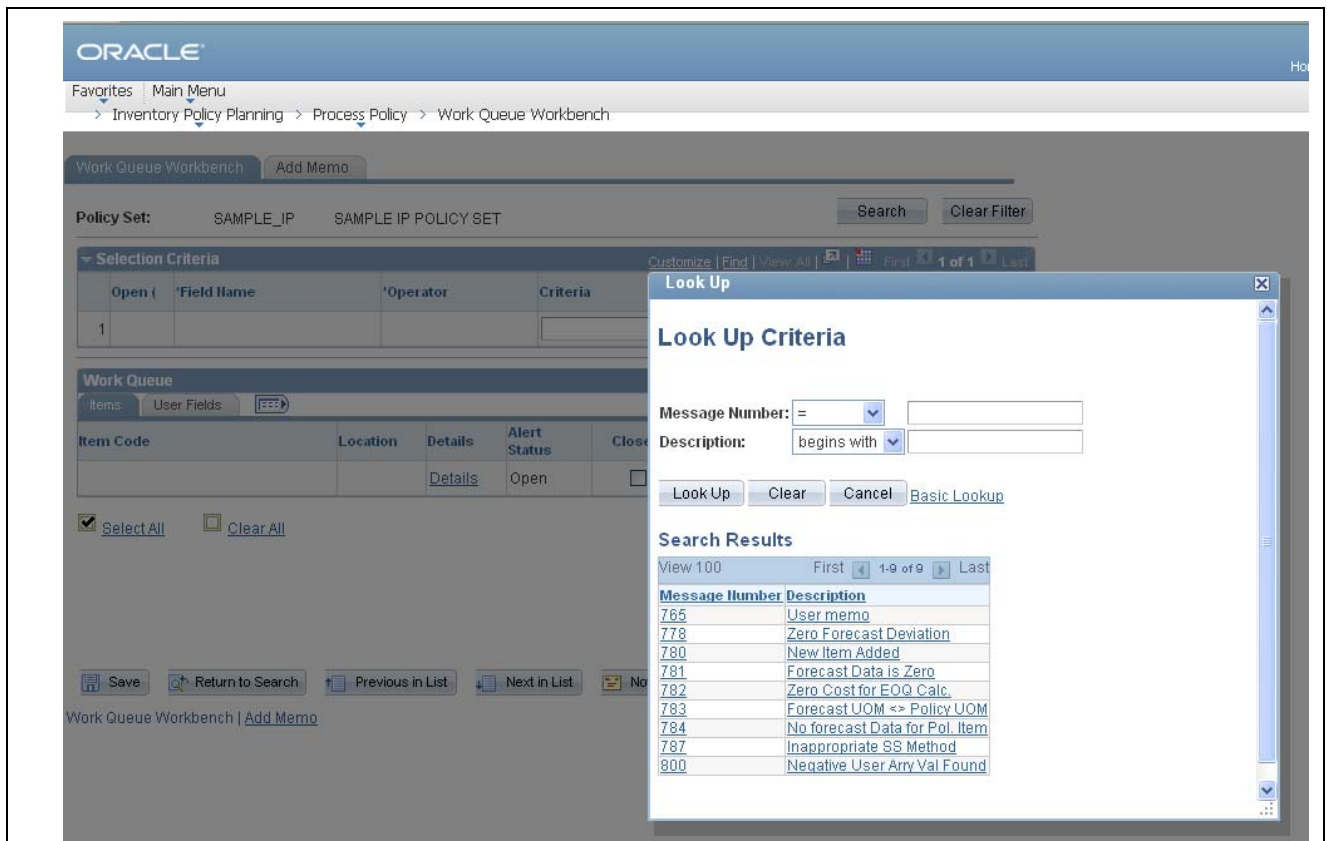 ORACLE
Favorites Main Menu
> Inventory Policy Planning > Process Policy > Work Queue Workbench
Work Queue Workbench Add Memo
Policy Set: SAMPLE_IP SAMPLE IP POLICY SET Search Clear Filter
Selection Criteria Customize | Find | View All | First 1 of 1 Last
Open ( *Field Name *Operator Criteria
1
Work Queue
Items User Fields
Item Code Location Details Alert Status Close
Details Open
Select All Clear All
Save Return to Search Previous in List Next in List
Work Queue Workbench | Add Memo
Look Up
Look Up Criteria
Message Number: =
Description: begins with
Look Up Clear Cancel Basic Lookup
Search Results
View 100 First 1-9 of 9 Last
Message Number Description
765 User memo
778 Zero Forecast Deviation
780 New Item Added
781 Forecast Data is Zero
782 Zero Cost for EOQ Calc.
783 Forecast UOM <> Policy UOM
784 No forecast Data for Pol. Item
787 Inappropriate SS Method
800 Negative User Arry Val Found